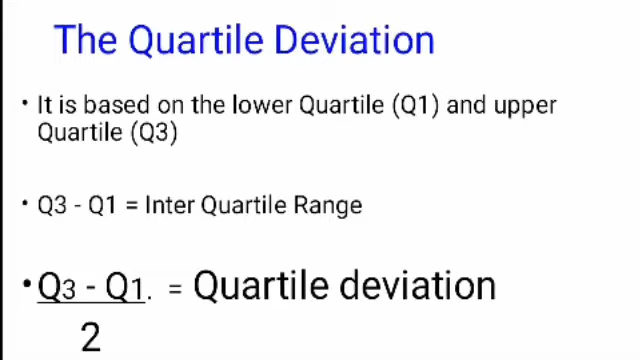 The Quartile Deviation
• It is based on the lower Quartile (Q1) and upper
Quartile (Q3)
• Q3 - Q1 = Inter Quartile Range
• Q3 - Q1. = Quartile deviation
2